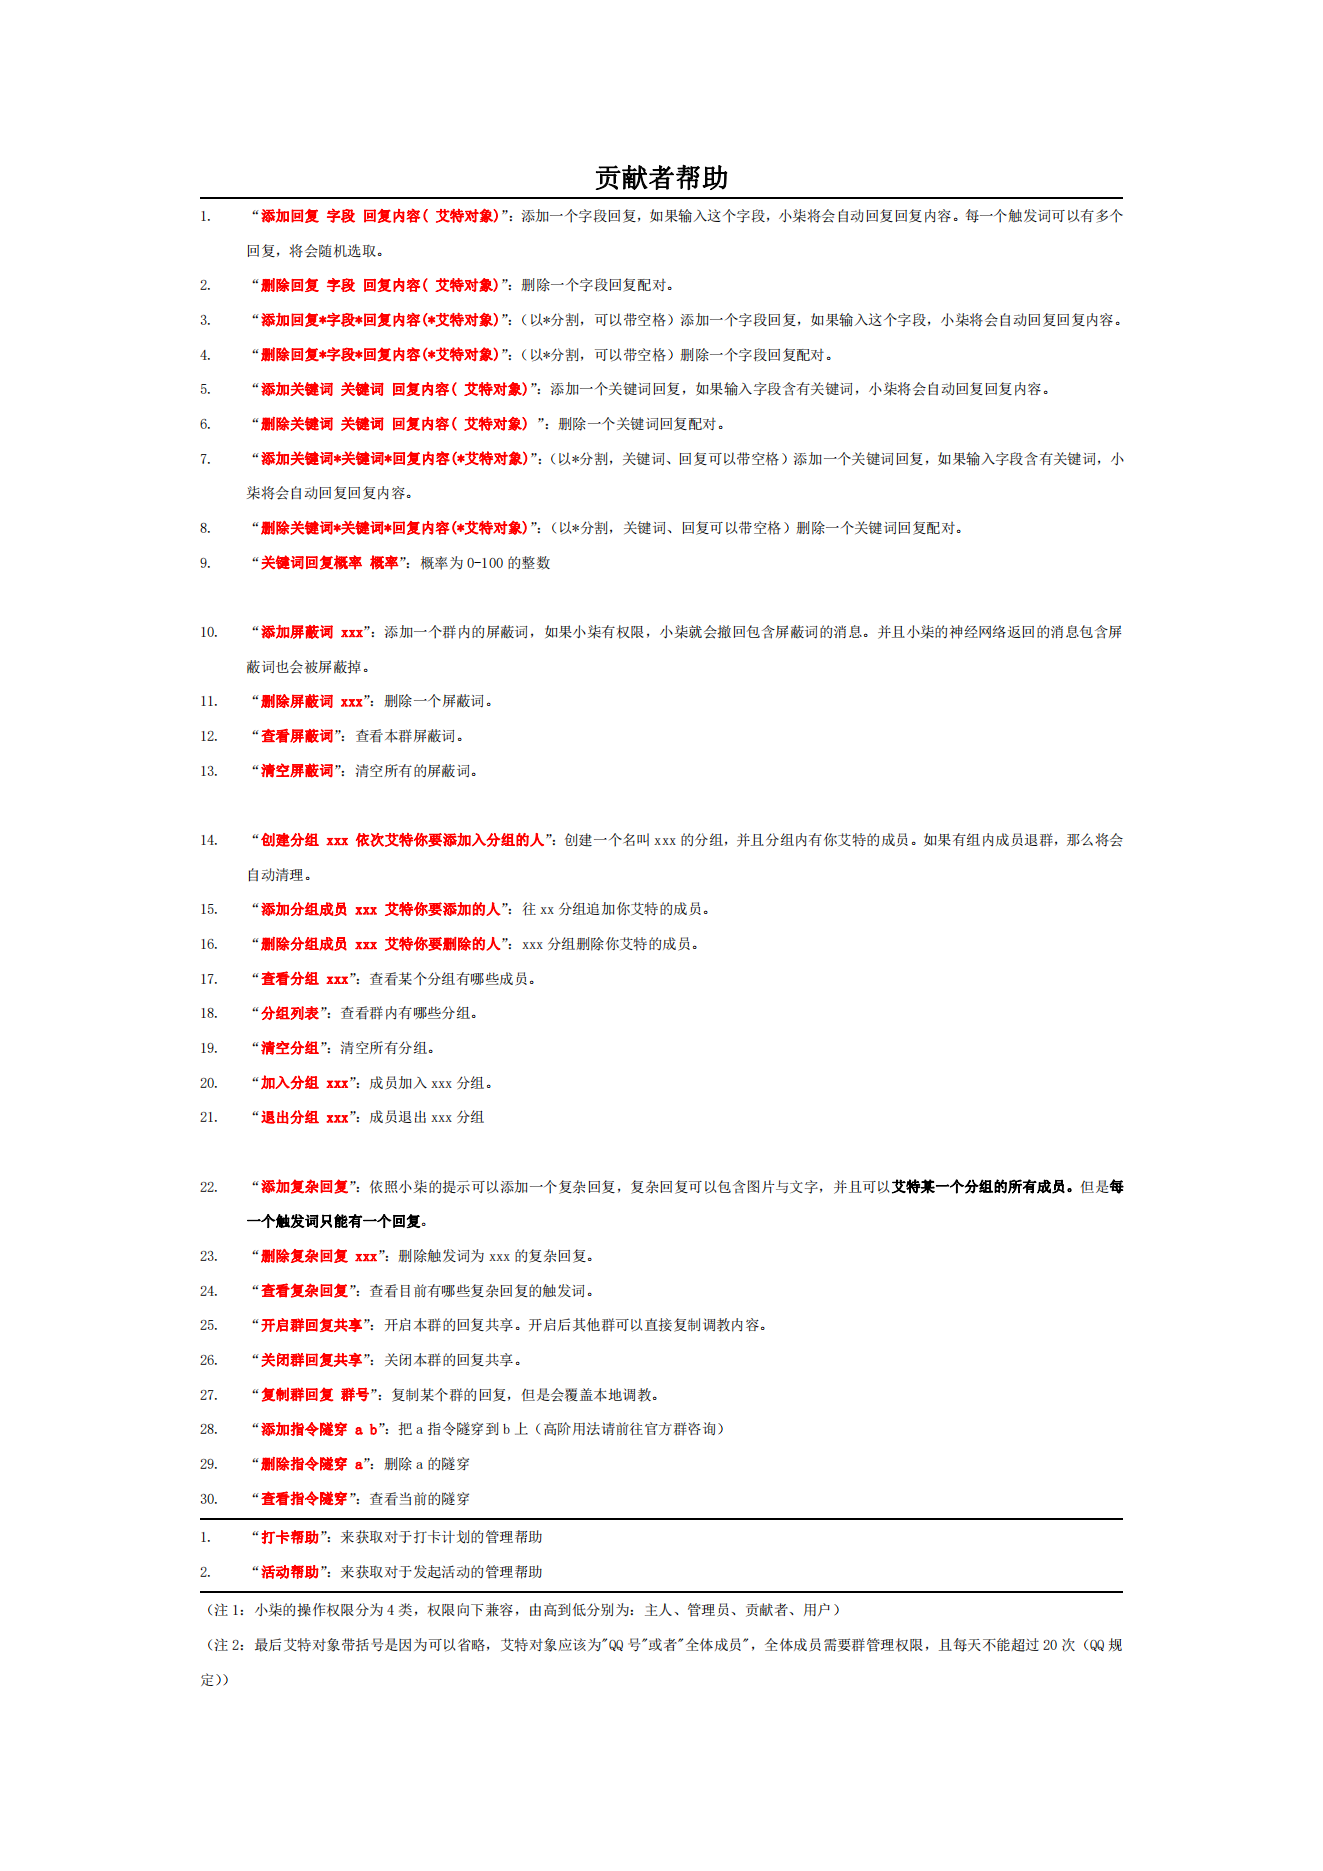 贡献者帮助
1. “添加回复 字段 回复内容( 艾特对象)”：添加一个字段回复，如果输入这个字段，小柒将会自动回复回复内容。每一个触发词可以有多个
回复，将会随机选取。
2. “删除回复 字段 回复内容( 艾特对象)”：删除一个字段回复配对。
3. “添加回复*字段*回复内容(*艾特对象)”：（以*分割，可以带空格）添加一个字段回复，如果输入这个字段，小柒将会自动回复回复内容。
4. “删除回复*字段*回复内容(*艾特对象)”：（以*分割，可以带空格）删除一个字段回复配对。
5. “添加关键词 关键词 回复内容( 艾特对象)”：添加一个关键词回复，如果输入字段含有关键词，小柒将会自动回复回复内容。
6. “删除关键词 关键词 回复内容( 艾特对象) ”：删除一个关键词回复配对。
7. “添加关键词*关键词*回复内容(*艾特对象)”：（以*分割，关键词、回复可以带空格）添加一个关键词回复，如果输入字段含有关键词，小
柒将会自动回复回复内容。
8. “删除关键词*关键词*回复内容(*艾特对象)”：（以*分割，关键词、回复可以带空格）删除一个关键词回复配对。
9. “关键词回复概率 概率”：概率为 0-100 的整数
10. “添加屏蔽词 xxx”：添加一个群内的屏蔽词，如果小柒有权限，小柒就会撤回包含屏蔽词的消息。并且小柒的神经网络返回的消息包含屏
蔽词也会被屏蔽掉。
11. “删除屏蔽词 xxx”：删除一个屏蔽词。
12. “查看屏蔽词”：查看本群屏蔽词。
13. “清空屏蔽词”：清空所有的屏蔽词。
14. “创建分组 xxx 依次艾特你要添加入分组的人”：创建一个名叫 xxx 的分组，并且分组内有你艾特的成员。如果有组内成员退群，那么将会
自动清理。
15. “添加分组成员 xxx 艾特你要添加的人”：往 xx 分组追加你艾特的成员。
16. “删除分组成员 xxx 艾特你要删除的人”：xxx 分组删除你艾特的成员。
17. “查看分组 xxx”：查看某个分组有哪些成员。
18. “分组列表”：查看群内有哪些分组。
19. “清空分组”：清空所有分组。
20. “加入分组 xxx”：成员加入 xxx 分组。
21. “退出分组 xxx”：成员退出 xxx 分组
22. “添加复杂回复”：依照小柒的提示可以添加一个复杂回复，复杂回复可以包含图片与文字，并且可以艾特某一个分组的所有成员。但是每
一个触发词只能有一个回复。
23. “删除复杂回复 xxx”：删除触发词为 xxx 的复杂回复。
24. “查看复杂回复”：查看目前有哪些复杂回复的触发词。
25. “开启群回复共享”：开启本群的回复共享。开启后其他群可以直接复制调教内容。
26. “关闭群回复共享”：关闭本群的回复共享。
27. “复制群回复 群号”：复制某个群的回复，但是会覆盖本地调教。
28. “添加指令隧穿 a b”：把 a 指令隧穿到 b 上（高阶用法请前往官方群咨询）
29. “删除指令隧穿 a”：删除 a 的隧穿
30. “查看指令隧穿”：查看当前的隧穿
1. “打卡帮助”：来获取对于打卡计划的管理帮助
2. “活动帮助”：来获取对于发起活动的管理帮助
（注 1：小柒的操作权限分为 4 类，权限向下兼容，由高到低分别为：主人、管理员、贡献者、用户）
（注 2：最后艾特对象带括号是因为可以省略，艾特对象应该为"QQ 号"或者"全体成员"，全体成员需要群管理权限，且每天不能超过 20 次（QQ 规
定））